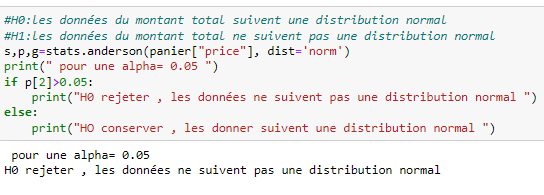 #H0:les données du montant total suivent une distribution normal
#H1:les données du montant total ne suivent pas une distribution normal
s,p,g=stats.anderson(panier["price"], dist='norm')
print(" pour une alpha= 0.05 ")
if p[2]>0.05:
    print("H0 rejeter , les données ne suivent pas une distribution normal ")
else:
    print("HO conserver , les donner suivent une distribution normal ")
 pour une alpha= 0.05
H0 rejeter , les données ne suivent pas une distribution normal